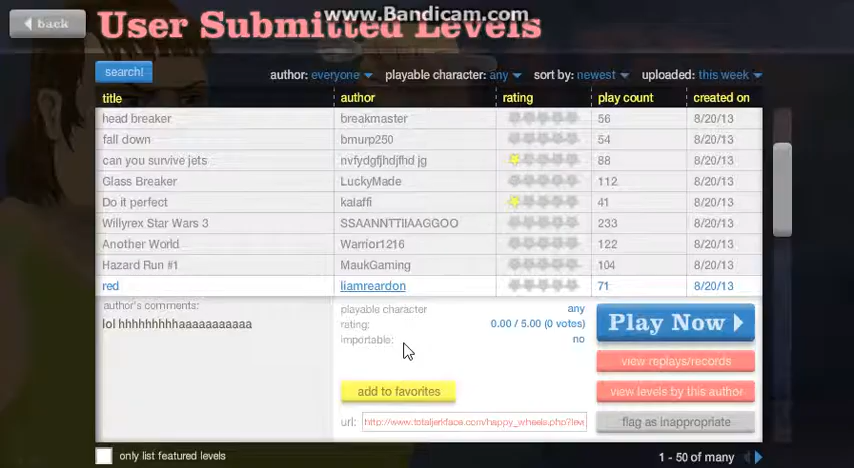 www.Bandicam.com
back
User Submitted Levels
search!
author: everyone playable character: any sort by: newest uploaded: this week
title author rating play count created on
head breaker breakmaster 56 8/20/13
fall down bmurp250 54 8/20/13
can you survive jets nvfydgfjhdjfhd jg 88 8/20/13
Glass Breaker LuckyMade 112 8/20/13
Do it perfect kalaffi 41 8/20/13
Willyrex Star Wars 3 SSAANNTTIIAAGGOO 233 8/20/13
Another World Warrior1216 122 8/20/13
Hazard Run #1 MaukGaming 104 8/20/13
red liamreardon 71 8/20/13
author's comments:
lol hhhhhhhhhaaaaaaaaaaa
playable character any
rating: 0.00 / 5.00 (0 votes)
importable: no
add to favorites
url: http://www.totaljerkface.com/happy_wheels.php?lev
Play Now
view replays/records
view levels by this author
flag as inappropriate
only list featured levels
1 - 50 of many